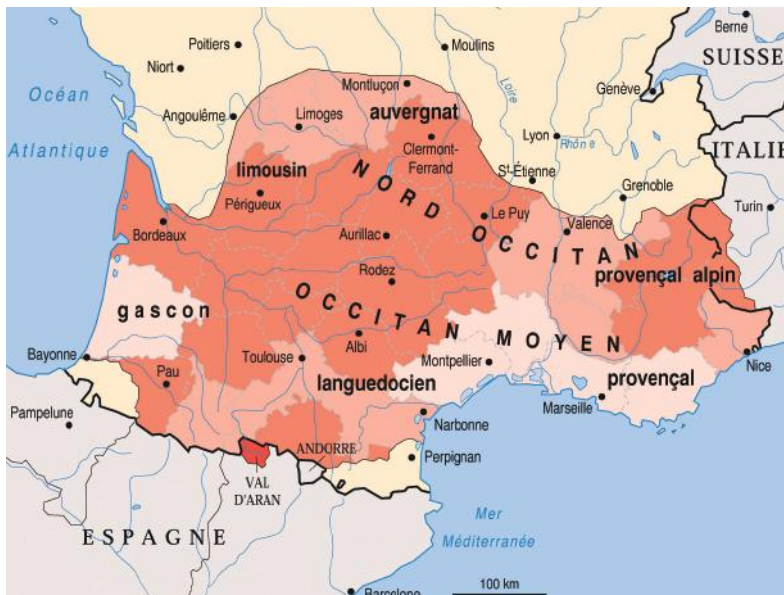 Berne
Poitiers
Moulins
SUISSE
Niort
Montluçon
Loire
Genève
Océan
Angoulême
Limoges
auvergnat
Lyon
Rhône
Atlantique
Clermont-
Ferrand
ITALIE
limousin
St-Étienne
NORD OCCITAN
Périgueux
Grenoble
Turin
Le Puy
Bordeaux
Aurillac
Valence
Rodez
provençal alpin
OCCITAN MOYEN
gascon
Albi
Bayonne
Toulouse
Montpellier
Nice
Pau
languedocien
provençal
Marseille
Pampelune
Narbonne
ANDORRE
Perpignan
VAL
D'ARAN
Mer
Méditerranée
ESPAGNE
100 km
Barcelone